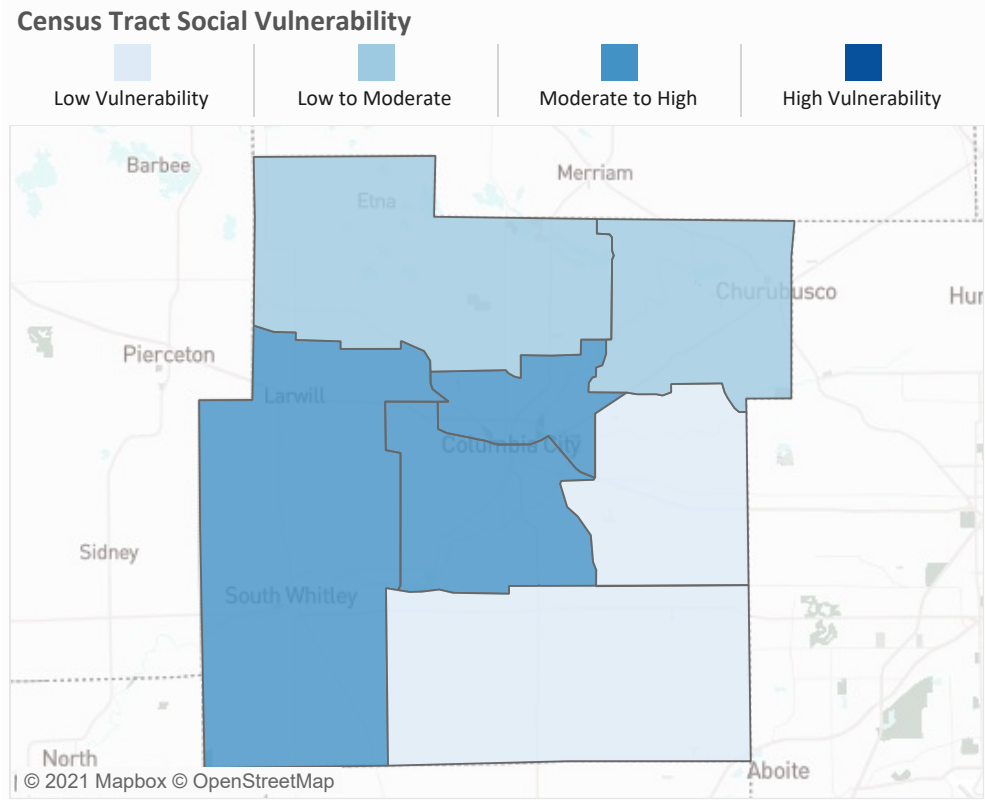 Census Tract Social Vulnerability
Low Vulnerability
Low to Moderate
Moderate to High
High Vulnerability
Barbee
Merriam
Etna
Churubusco
Hur
Pierceton
Larwill
Columbia City
Sidney
South Whitley
North
Aboite
| © 2021 Mapbox © OpenStreetMap